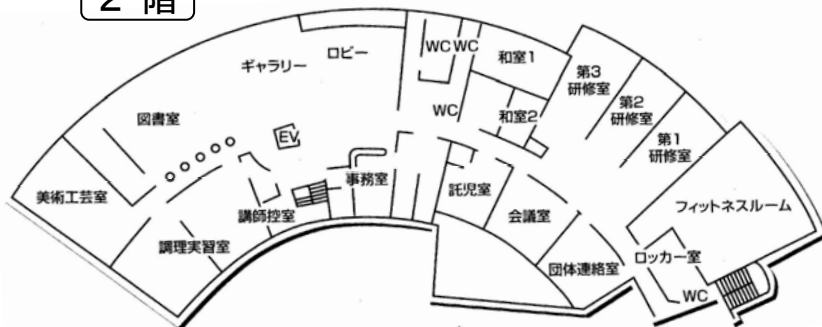 2 階
ロビー
ギャラリー
図書室
EV
美術工芸室
調理実習室
講師控室
事務室
WC WC
WC
和室1
和室2
第3
研修室
第2
研修室
第1
研修室
託児室
会議室
団体連絡室
フィットネスルーム
ロッカー室
WC